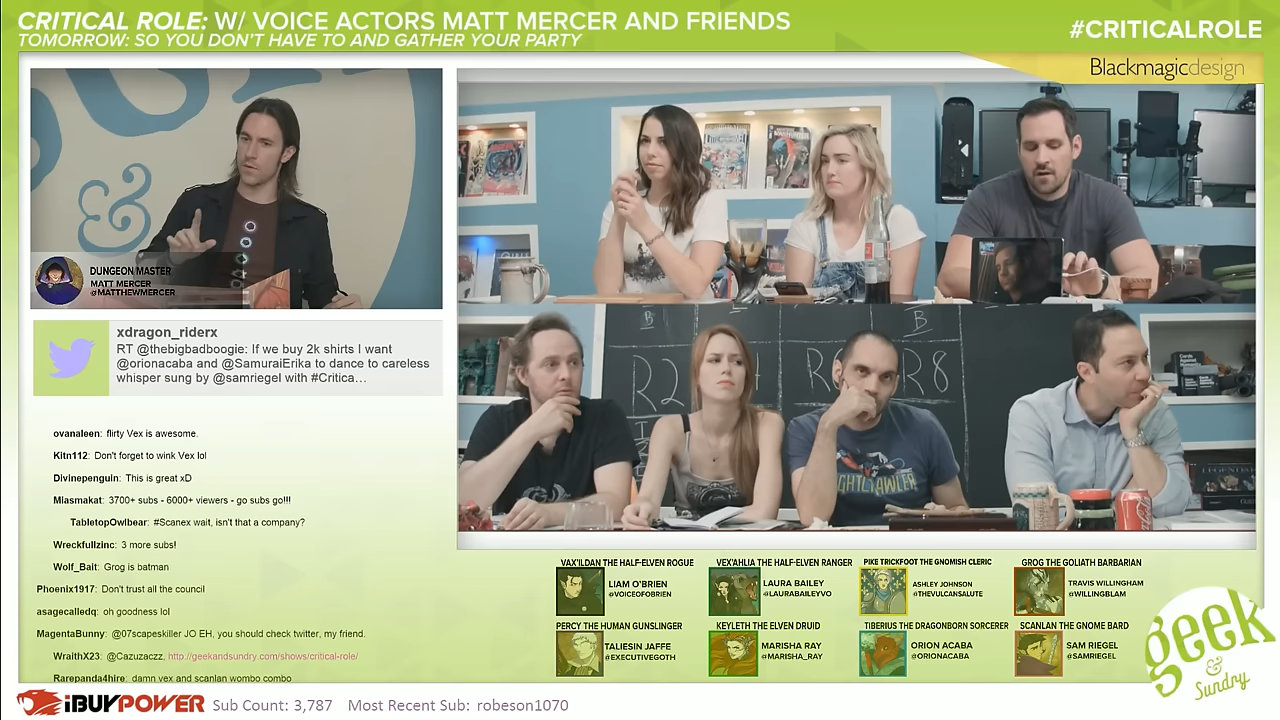 CRITICAL ROLE: W/ VOICE ACTORS MATT MERCER AND FRIENDS
TOMORROW: SO YOU DON'T HAVE TO AND GATHER YOUR PARTY
#CRITICALROLE
Blackmagicdesign
DUNGEON MASTER
MATT MERCER
@MATTHEWMERCER
xdragon_riderx
RT @thebigbadboogie: If we buy 2k shirts I want
@orionacaba and @SamuraiErika to dance to careless
whisper sung by @samriegel with #Critica…
ovanaleen: flirty Vex is awesome.
Kitn112: Don't forget to wink Vex lol
Divinepenguin: This is great xD
Miasmakat: 3700+ subs - 6000+ viewers - go subs go!!!
TabletopOwlbear: #Scanex wait, isn't that a company?
Wreckfullzinc: 3 more subs!
Wolf_Bait: Grog is batman
Phoenix1917: Don't trust all the council
asagecalledq: oh goodness lol
MagentaBunny: @07scapeskiller JO EH, you should check twitter, my friend.
WraithX23: @Cazuzaczz, http://geekandsundry.com/shows/critical-role/
Rarepanda4hire: damn vex and scanlan wombo combo
&
B
B
R2
R8
NIGHTCRAWLER
VAX'ILDAN THE HALF-ELVEN ROGUE
LIAM O'BRIEN
@VOICEOFOBRIEN
VEX'AHLIA THE HALF-ELVEN RANGER
LAURA BAILEY
@LAURABAILEYVO
PIKE TRICKFOOT THE GNOMISH CLERIC
ASHLEY JOHNSON
@THEVULCANSALUTE
GROG THE GOLIATH BARBARIAN
TRAVIS WILLINGHAM
@WILLINGBLAM
PERCY THE HUMAN GUNSLINGER
TALIESIN JAFFE
@EXECUTIVEGOTH
KEYLETH THE ELVEN DRUID
MARISHA RAY
@MARISHA_RAY
TIBERIUS THE DRAGONBORN SORCERER
ORION ACABA
@ORIONACABA
SCANLAN THE GNOME BARD
SAM RIEGEL
@SAMRIEGEL
geek
&
Sundry
iBUYPOWER
Sub Count: 3,787 Most Recent Sub: robeson1070